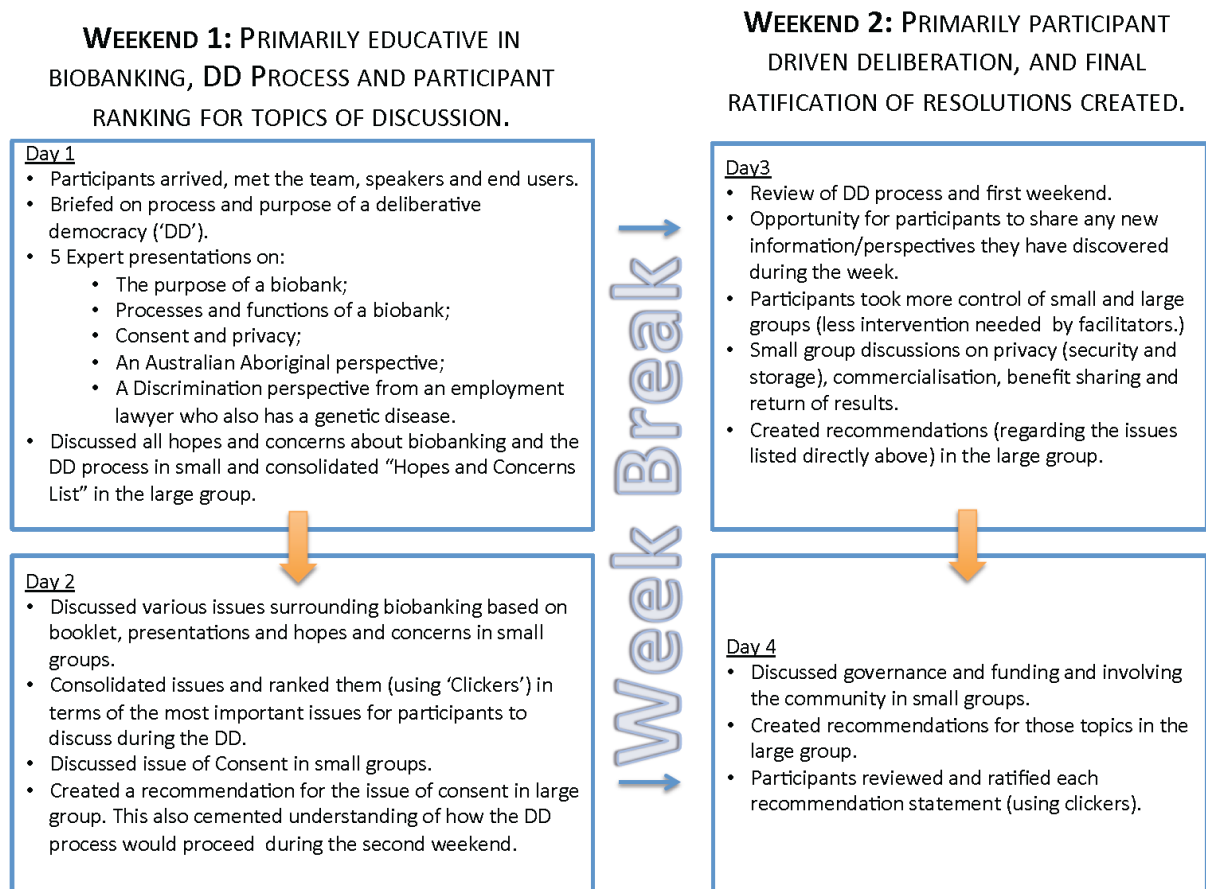 WEEKEND 1: PRIMARILY EDUCATIVE IN
BIOBANKING, DD PROCESS AND PARTICIPANT
RANKING FOR TOPICS OF DISCUSSION.
Day 1
• Participants arrived, met the team, speakers and end users.
• Briefed on process and purpose of a deliberative
democracy ('DD').
• 5 Expert presentations on:
• The purpose of a biobank;
• Processes and functions of a biobank;
• Consent and privacy;
• An Australian Aboriginal perspective;
• A Discrimination perspective from an employment
lawyer who also has a genetic disease.
• Discussed all hopes and concerns about biobanking and the
DD process in small and consolidated "Hopes and Concerns
List" in the large group.
Day 2
• Discussed various issues surrounding biobanking based on
booklet, presentations and hopes and concerns in small
groups.
• Consolidated issues and ranked them (using 'Clickers') in
terms of the most important issues for participants to
discuss during the DD.
• Discussed issue of Consent in small groups.
• Created a recommendation for the issue of consent in large
group. This also cemented understanding of how the DD
process would proceed during the second weekend.
Week Break
WEEKEND 2: PRIMARILY PARTICIPANT
DRIVEN DELIBERATION, AND FINAL
RATIFICATION OF RESOLUTIONS CREATED.
Day3
• Review of DD process and first weekend.
• Opportunity for participants to share any new
information/perspectives they have discovered
during the week.
• Participants took more control of small and large
groups (less intervention needed by facilitators.)
• Small group discussions on privacy (security and
storage), commercialisation, benefit sharing and
return of results.
• Created recommendations (regarding the issues
listed directly above) in the large group.
Day 4
• Discussed governance and funding and involving
the community in small groups.
• Created recommendations for those topics in the
large group.
• Participants reviewed and ratified each
recommendation statement (using clickers).